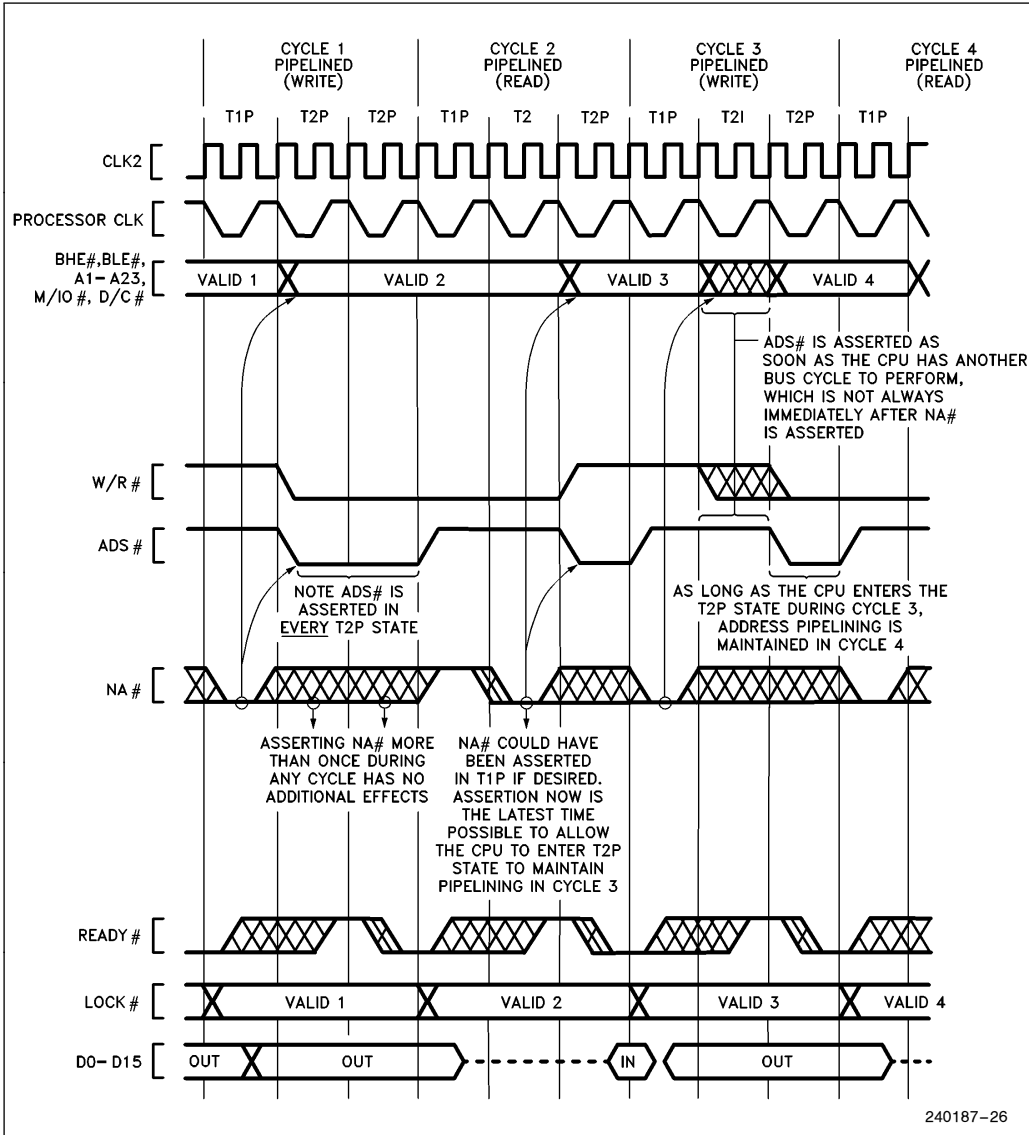 CYCLE 1
PIPELINED
(WRITE)
CYCLE 2
PIPELINED
(READ)
CYCLE 3
PIPELINED
(WRITE)
CYCLE 4
PIPELINED
(READ)
T1P T2P T2P T1P T2 T2P T1P T2I T2P T1P
CLK2
PROCESSOR CLK
BHE#,BLE#,
A1-A23,
M/IO #, D/C #
VALID 1 VALID 2 VALID 3 VALID 4
ADS# IS ASSERTED AS
SOON AS THE CPU HAS ANOTHER
BUS CYCLE TO PERFORM,
WHICH IS NOT ALWAYS
IMMEDIATELY AFTER NA#
IS ASSERTED
W/R #
ADS #
NOTE ADS# IS
ASSERTED IN
EVERY T2P STATE
AS LONG AS THE CPU ENTERS THE
T2P STATE DURING CYCLE 3,
ADDRESS PIPELINING IS
MAINTAINED IN CYCLE 4
NA #
ASSERTING NA# MORE
THAN ONCE DURING
ANY CYCLE HAS NO
ADDITIONAL EFFECTS
NA# COULD HAVE
BEEN ASSERTED
IN T1P IF DESIRED.
ASSERTION NOW IS
THE LATEST TIME
POSSIBLE TO ALLOW
THE CPU TO ENTER T2P
STATE TO MAINTAIN
PIPELINING IN CYCLE 3
READY #
LOCK # VALID 1 VALID 2 VALID 3 VALID 4
D0-D15 OUT OUT IN OUT
240187-26